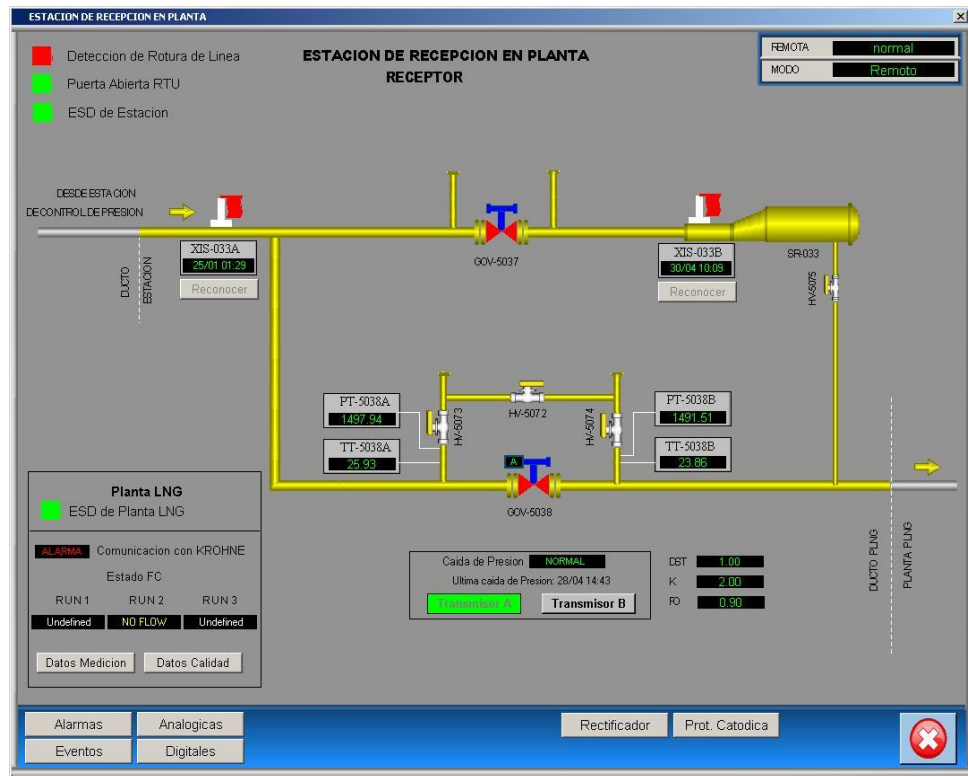 ESTACION DE RECEPCION EN PLANTA
Deteccion de Rotura de Linea
Puerta Abierta RTU
ESD de Estacion
ESTACION DE RECEPCION EN PLANTA
RECEPTOR
REMOTA normal
MODO Remoto
DESDE ESTACION
DE CONTROL DE PRESION
DUCTO
ESTACION
XIS-033A
25/01 01:29
Reconocer
GOV-5037
XIS-033B
30/04 10:09
Reconocer
SR-033
HV-5075
PT-5038A
1497.94
TT-5038A
25.93
HV-5073
HV-5072
HV-5074
PT-5038B
1491.51
TT-5038B
23.86
A
GOV-5038
DUCTO PLNG
PLANTA PLNG
Planta LNG
ESD de Planta LNG
ALARMA Comunicacion con KROHNE
Estado FC
RUN 1 RUN 2 RUN 3
Undefined NO FLOW Undefined
Datos Medicion Datos Calidad
Caida de Presion NORMAL
Ultima caida de Presion: 28/04 14:43
Transmisor A Transmisor B
DST 1.00
K 2.00
FO 0.90
Alarmas Analogicas
Eventos Digitales
Rectificador Prot. Catodica